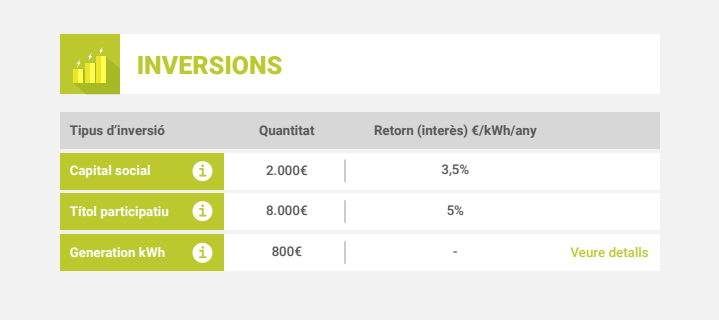 INVERSIONS
Tipus d'inversió Quantitat Retorn (interès) €/kWh/any
Capital social i 2.000€ 3,5%
Títol participatiu i 8.000€ 5%
Generation kWh i 800€ - Veure detalls